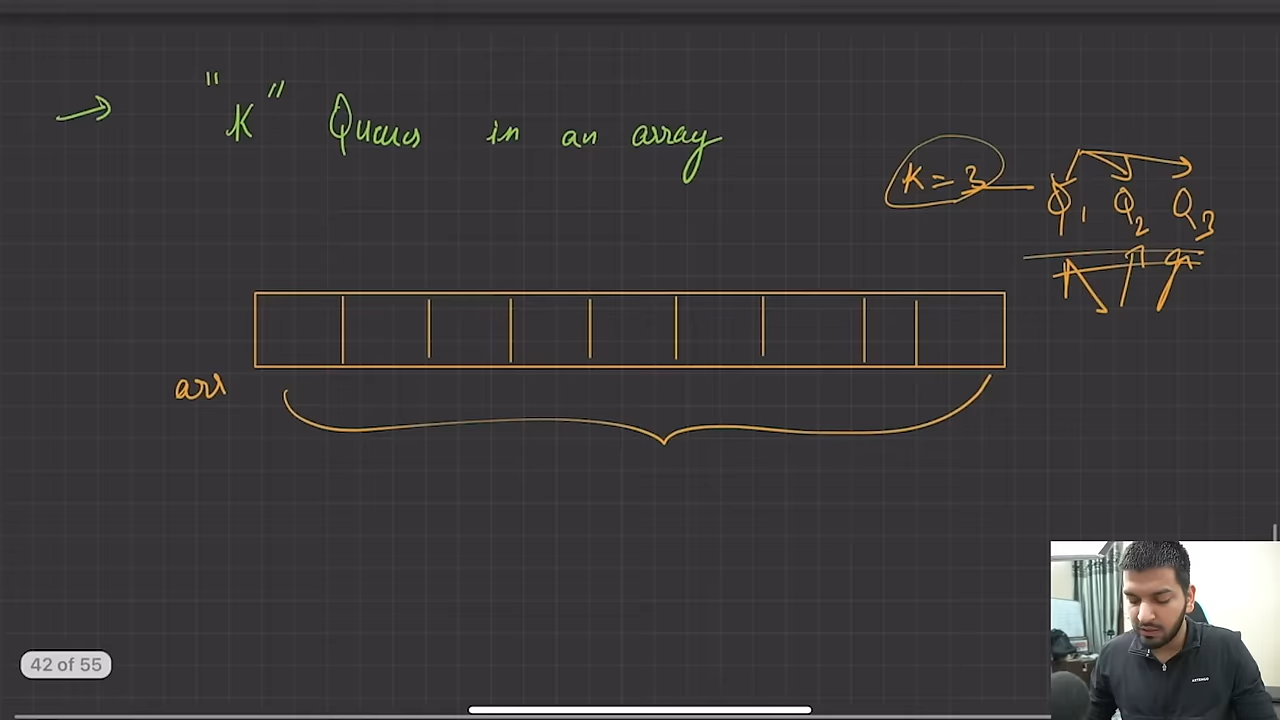 → "K" Queues in an array
K = 3 — Q1 Q2 Q3
arr
42 of 55